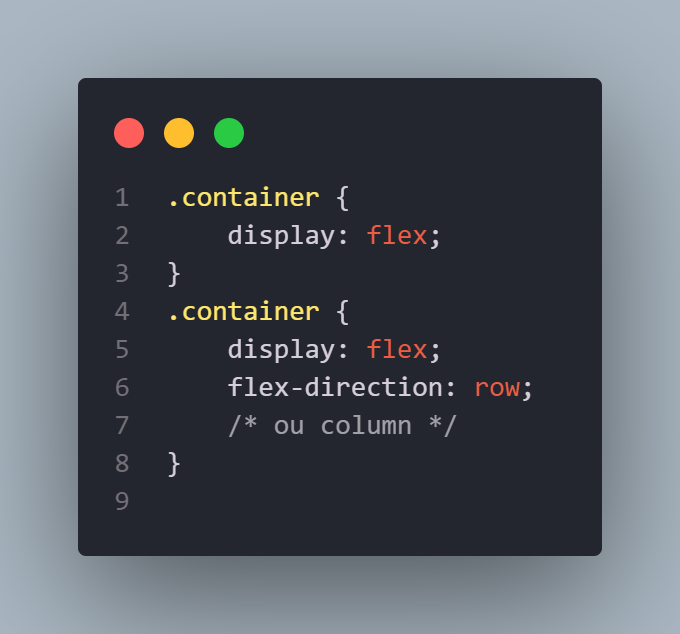 1 .container {
2     display: flex;
3 }
4 .container {
5     display: flex;
6     flex-direction: row;
7     /* ou column */
8 }
9